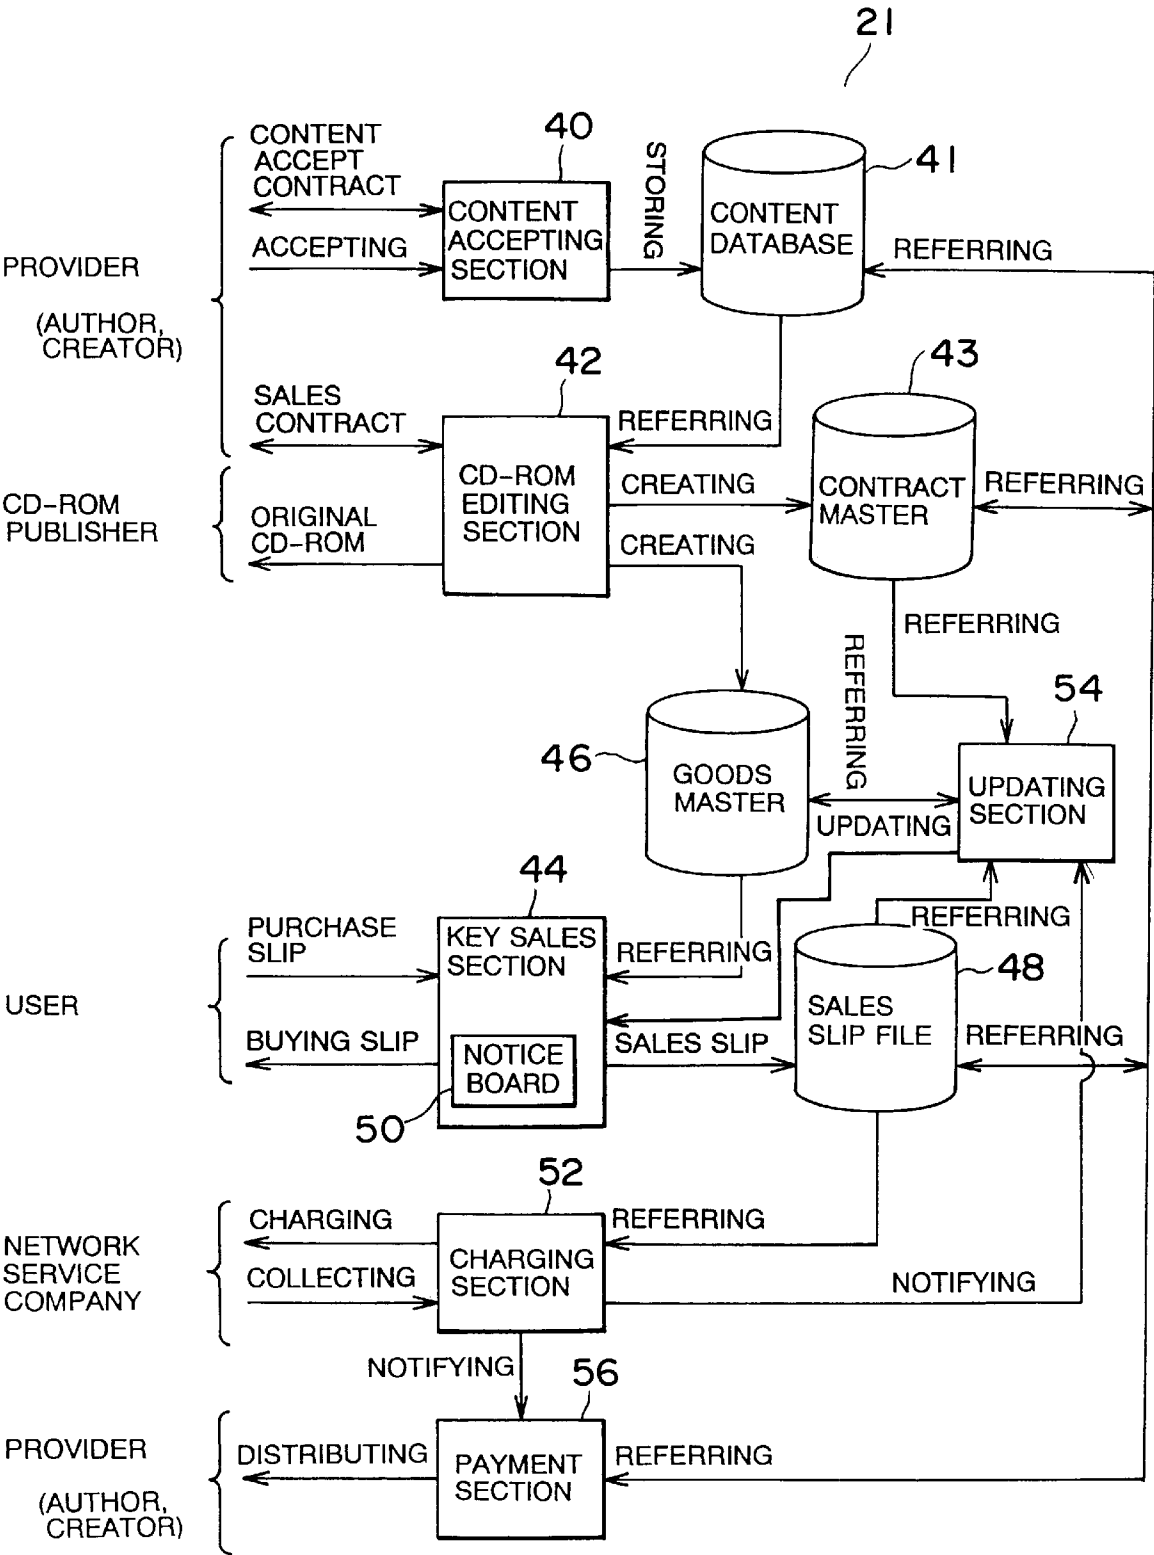 21
CONTENT
ACCEPT
CONTRACT
40
STORING
41
CONTENT
ACCEPTING
SECTION
CONTENT
DATABASE
ACCEPTING
REFERRING
PROVIDER
(AUTHOR,
CREATOR)
42
43
SALES
CONTRACT
REFERRING
CD-ROM
EDITING
SECTION
CREATING
CONTRACT
MASTER
REFERRING
CD-ROM
PUBLISHER
ORIGINAL
CD-ROM
CREATING
REFERRING
REFERRING
54
46
GOODS
MASTER
UPDATING
SECTION
UPDATING
44
PURCHASE
SLIP
KEY SALES
SECTION
REFERRING
REFERRING
48
USER
SALES
SLIP FILE
REFERRING
BUYING SLIP
NOTICE
BOARD
SALES SLIP
50
52
CHARGING
REFERRING
NETWORK
SERVICE
COMPANY
CHARGING
SECTION
COLLECTING
NOTIFYING
NOTIFYING
56
PROVIDER
(AUTHOR,
CREATOR)
DISTRIBUTING
PAYMENT
SECTION
REFERRING